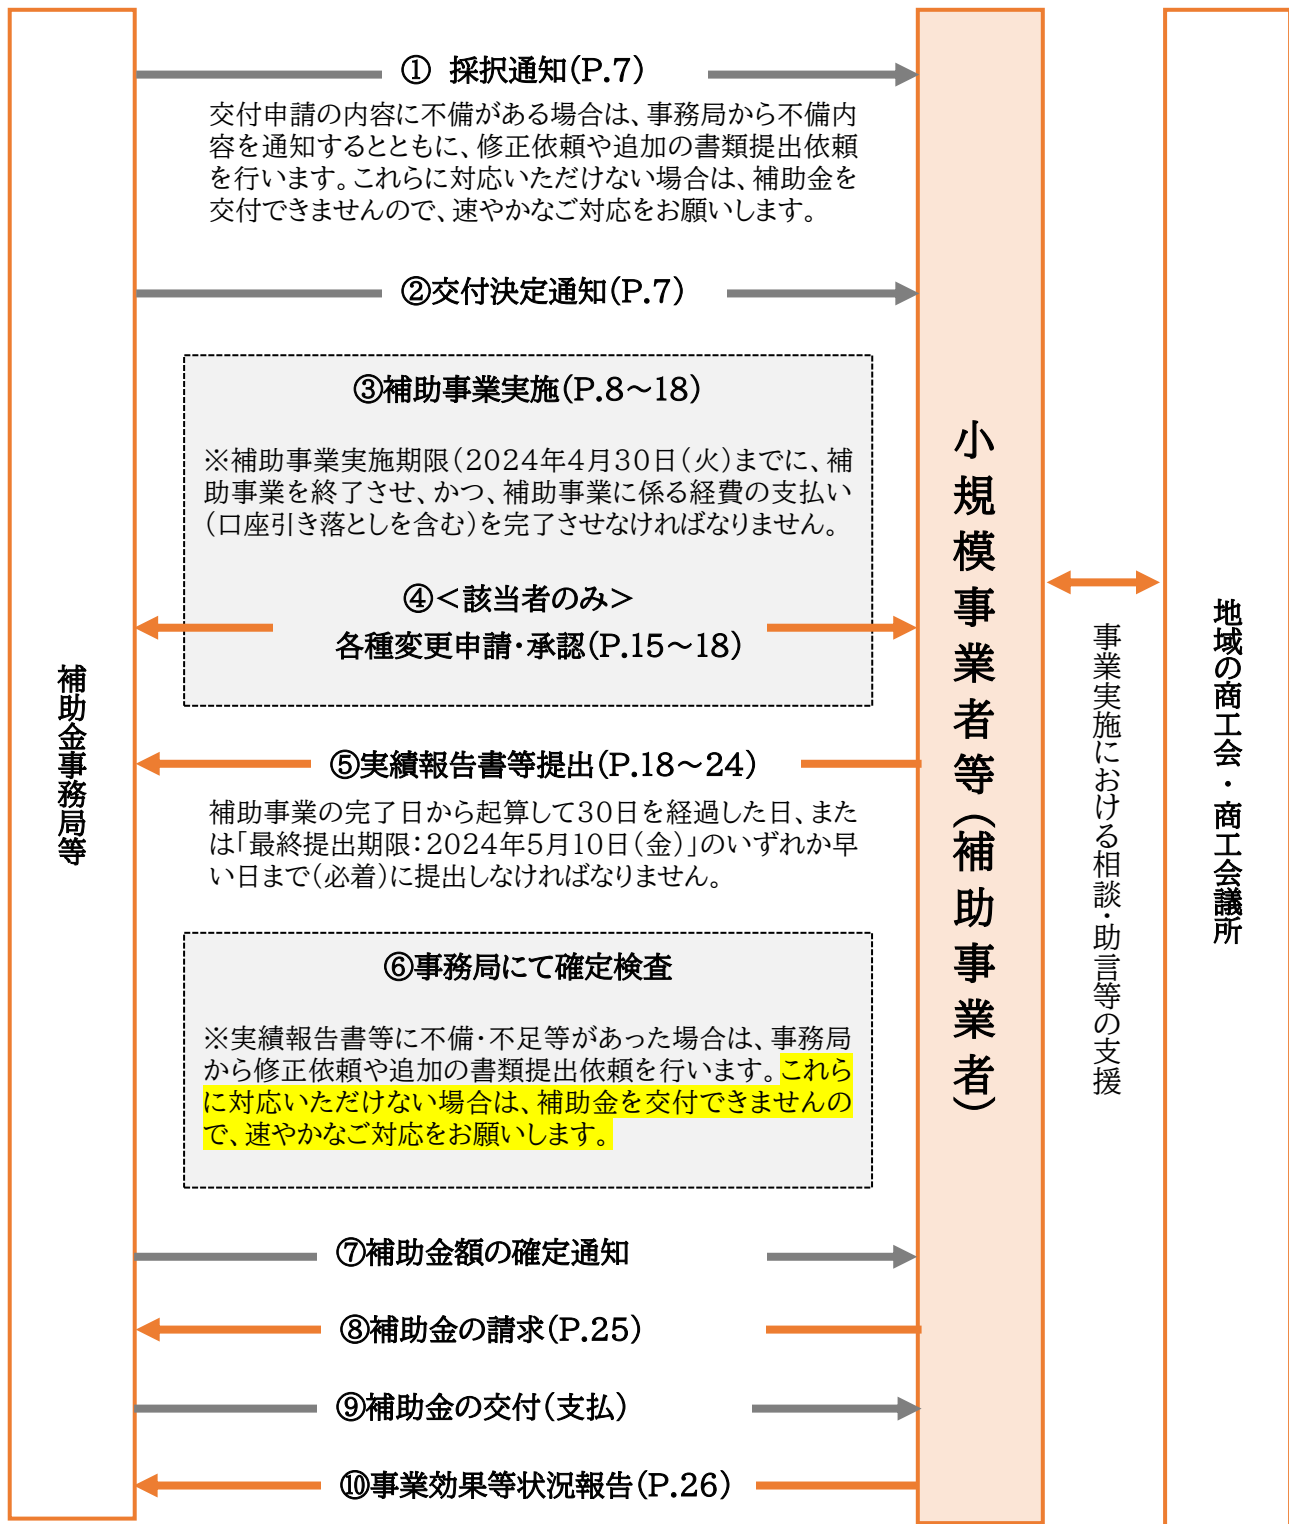 ① 採択通知(P.7)
交付申請の内容に不備がある場合は、事務局から不備内
容を通知するとともに、修正依頼や追加の書類提出依頼
を行います。これらに対応いただけない場合は、補助金を
交付できませんので、速やかなご対応をお願いします。
②交付決定通知(P.7)
③補助事業実施(P.8～18)
※補助事業実施期限(2024年4月30日(火)までに、補
助事業を終了させ、かつ、補助事業に係る経費の支払い
(口座引き落としを含む)を完了させなければなりません。
④＜該当者のみ＞
各種変更申請・承認(P.15～18)
⑤実績報告書等提出(P.18～24)
補助事業の完了日から起算して30日を経過した日、また
は「最終提出期限：2024年5月10日(金)」のいずれか早
い日まで(必着)に提出しなければなりません。
⑥事務局にて確定検査
※実績報告書等に不備・不足等があった場合は、事務局
から修正依頼や追加の書類提出依頼を行います。これら
に対応いただけない場合は、補助金を交付できませんの
で、速やかなご対応をお願いします。
⑦補助金額の確定通知
⑧補助金の請求(P.25)
⑨補助金の交付(支払)
⑩事業効果等状況報告(P.26)
補助金事務局等
小規模事業者等(補助事業者)
事業実施における相談・助言等の支援
地域の商工会・商工会議所